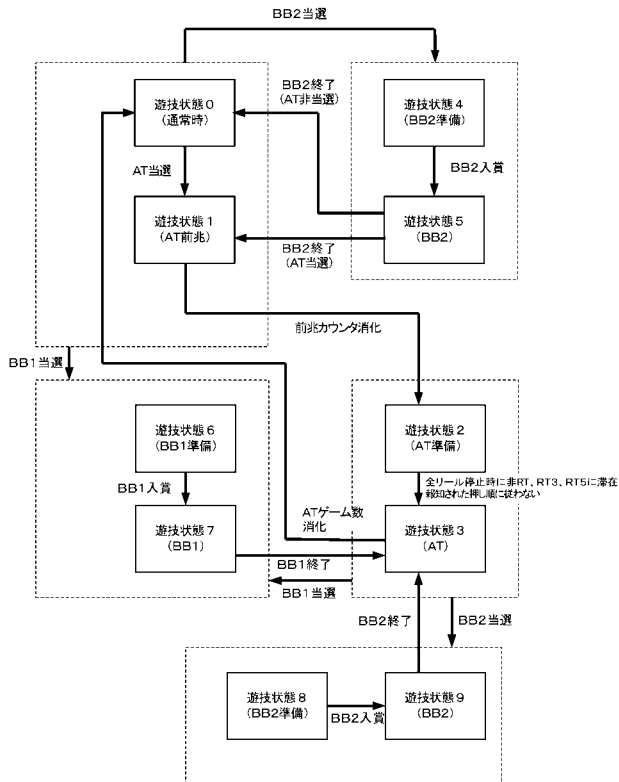 BB2当選
遊技状態0
(通常時)
BB2終了
(AT非当選)
遊技状態4
(BB2準備)
AT当選
BB2入賞
遊技状態1
(AT前兆)
遊技状態5
(BB2)
BB2終了
(AT当選)
前兆カウンタ消化
BB1当選
遊技状態6
(BB1準備)
遊技状態2
(AT準備)
BB1入賞
全リール停止時に非RT、RT3、RT5に滞在
報知された押し順に従わない
ATゲーム数
消化
遊技状態7
(BB1)
遊技状態3
(AT)
BB1終了
BB1当選
BB2終了
BB2当選
遊技状態8
(BB2準備)
BB2入賞
遊技状態9
(BB2)